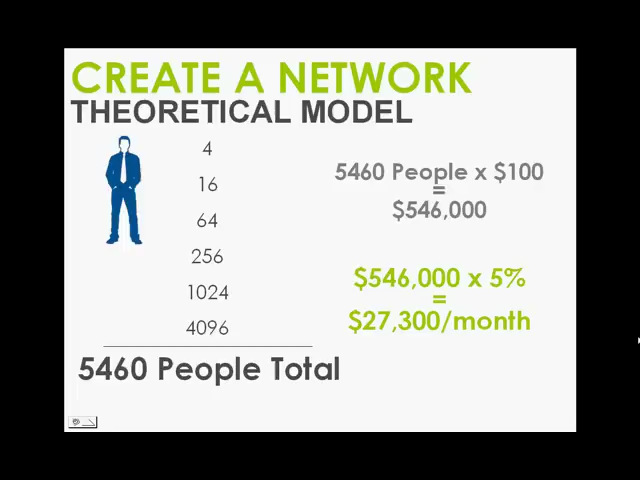 CREATE A NETWORK
THEORETICAL MODEL
4
16
64
256
1024
4096
5460 People Total
5460 People x $100
=
$546,000
$546,000 x 5%
=
$27,300/month